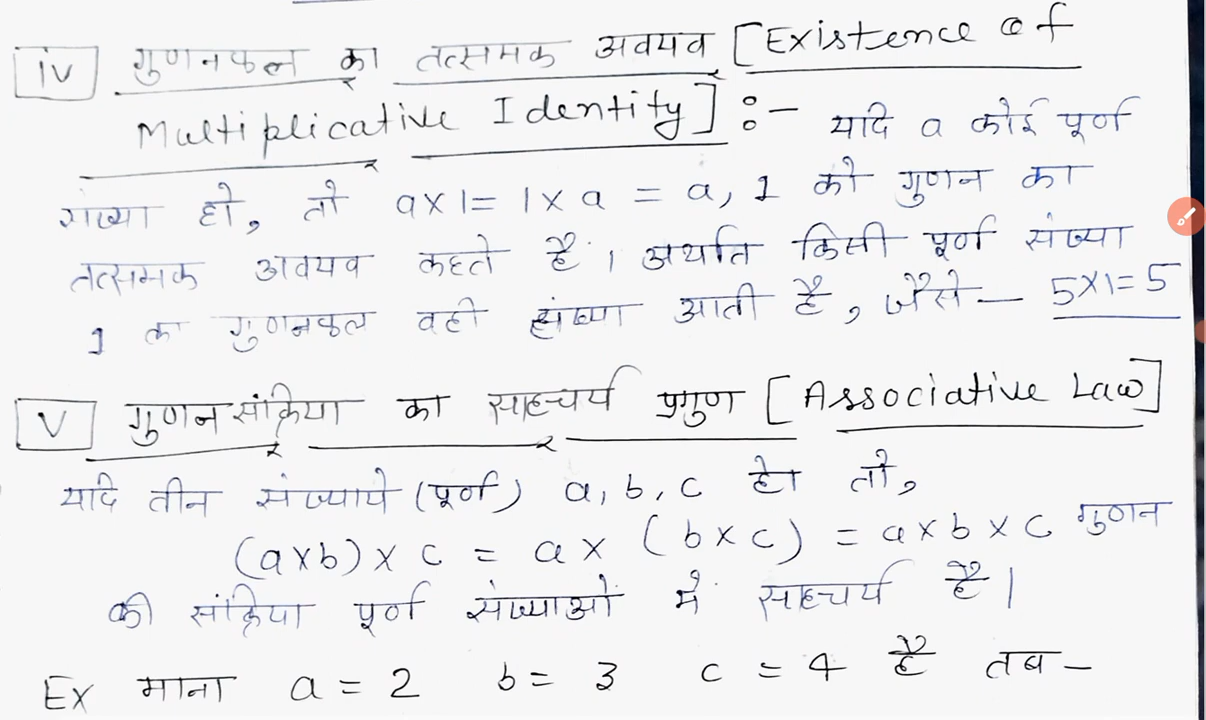 iv गुणनफल का तत्समक अवयव [Existence of
Multiplicative Identity] :- यदि a कोई पूर्ण
संख्या हो, तो a×1= 1×a = a, 1 को गुणन का
तत्समक अवयव कहते है। अर्थात किसी पूर्ण संख्या
1 का गुणनफल वही संख्या आती है, जैसे— 5×1=5
v गुणन संक्रिया का साहचर्य प्रगुण [Associative Law]
यदि तीन संख्याये (पूर्ण) a, b, c हो तो,
(a×b)× c = a× (b×c) = a×b×c गुणन
की संक्रिया पूर्ण संख्याओं में साहचर्य है।
Ex माना a = 2 b = 3 c = 4 है तब—